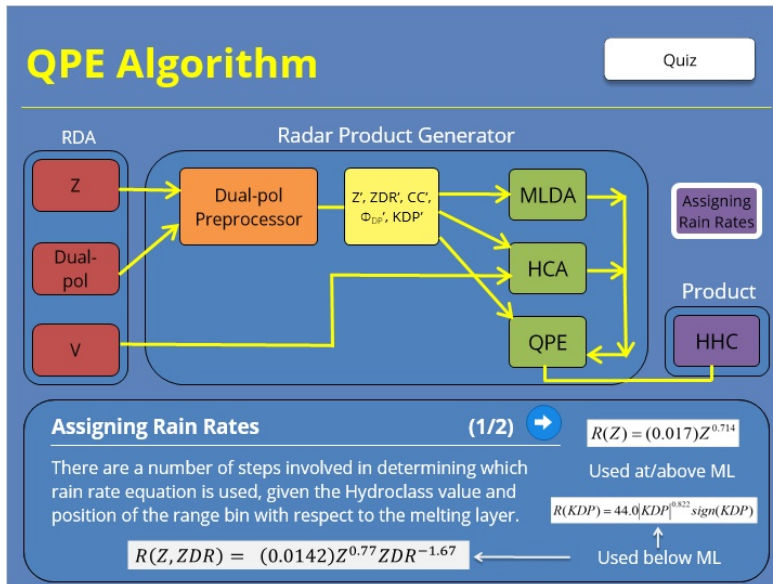 QPE Algorithm
Quiz
RDA
Radar Product Generator
Z
Dual-pol
Preprocessor
Z', ZDR', CC',
Φ_DP', KDP'
MLDA
Assigning
Rain Rates
Dual-
pol
HCA
Product
V
QPE
HHC
Assigning Rain Rates
(1/2)
There are a number of steps involved in determining which
rain rate equation is used, given the Hydroclass value and
position of the range bin with respect to the melting layer.
R(Z) = (0.017)Z^0.714
Used at/above ML
R(KDP) = 44.0|KDP|^0.822 sign(KDP)
R(Z, ZDR) = (0.0142)Z^0.77 ZDR^−1.67
Used below ML